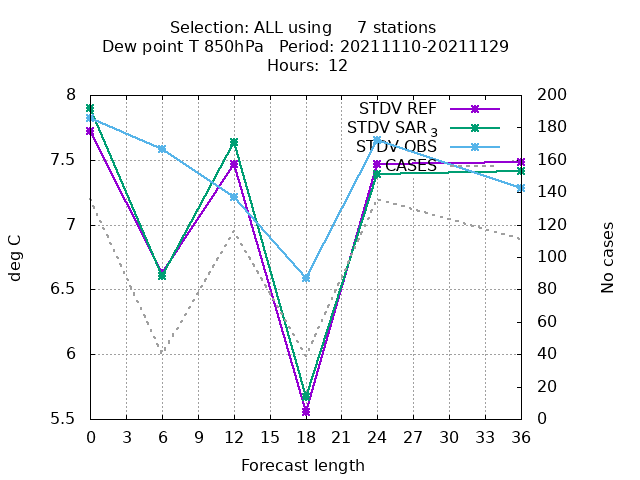 Selection: ALL using 7 stations
Dew point T 850hPa Period: 20211110-20211129
Hours: 12
8
7.5
7
6.5
6
5.5
deg C
STDV REF
STDV SAR 3
STDV OBS
CASES
200
180
160
140
120
100
80
60
40
20
0
No cases
0 3 6 9 12 15 18 21 24 27 30 33 36
Forecast length